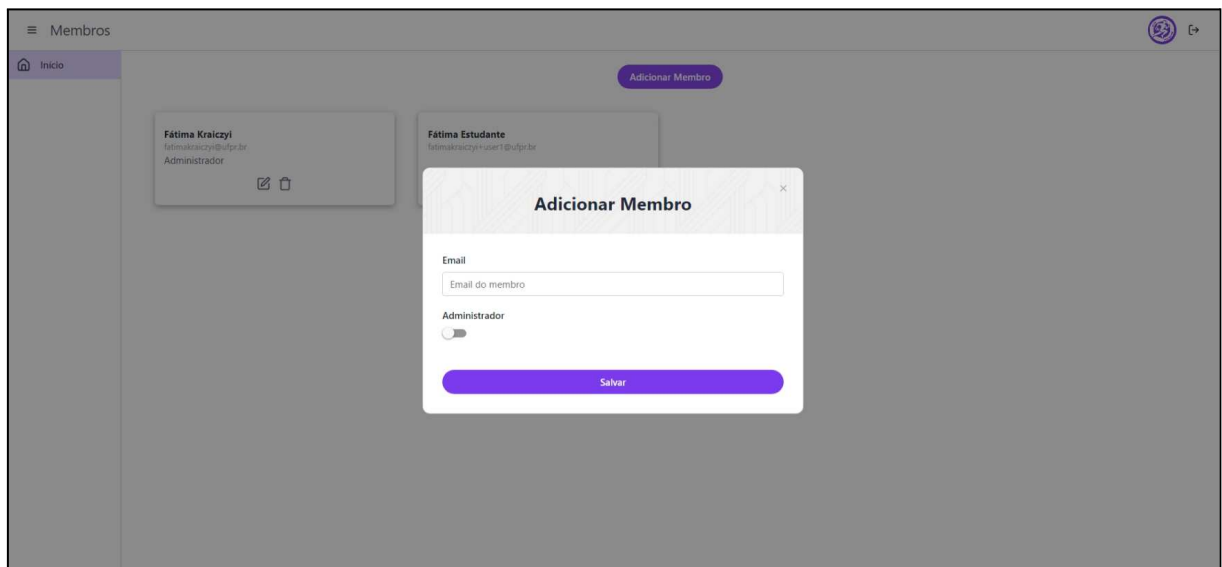 Membros
Início
Adicionar Membro
Fátima Kraiczyi
fatimakraiczyi@ufpr.br
Administrador
Fátima Estudante
fatimakraiczyi+user1@ufpr.br
Adicionar Membro
Email
Email do membro
Administrador
Salvar